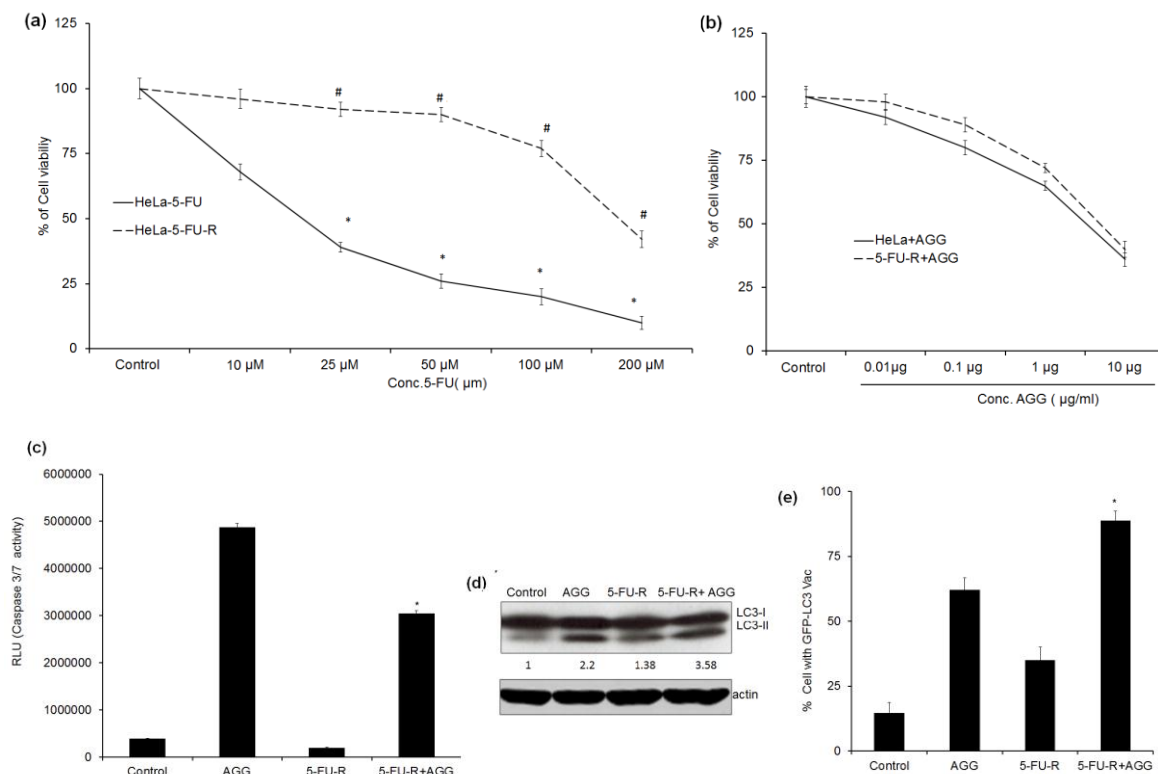 (a)
125
100
75
50
25
0
% of Cell viability
#
#
#
#
*
*
*
*
HeLa-5-FU
HeLa-5-FU-R
Control
10 µM
25 µM
50 µM
100 µM
200 µM
Conc.5-FU( µm)
(b)
125
100
75
50
25
0
% of Cell viability
HeLa+AGG
5-FU-R+AGG
Control
0.01µg
0.1 µg
1 µg
10 µg
Conc. AGG ( µg/ml)
(c)
6000000
5000000
4000000
3000000
2000000
1000000
0
RLU (Caspase 3/7 activity)
*
Control
AGG
5-FU-R
5-FU-R+AGG
(d)
Control AGG 5-FU-R 5-FU-R+ AGG
LC3-I
LC3-II
1 2.2 1.38 3.58
actin
(e)
100
75
50
25
0
% Cell with GFP-LC3 Vac
*
Control
AGG
5-FU-R
5-FU-R+AGG